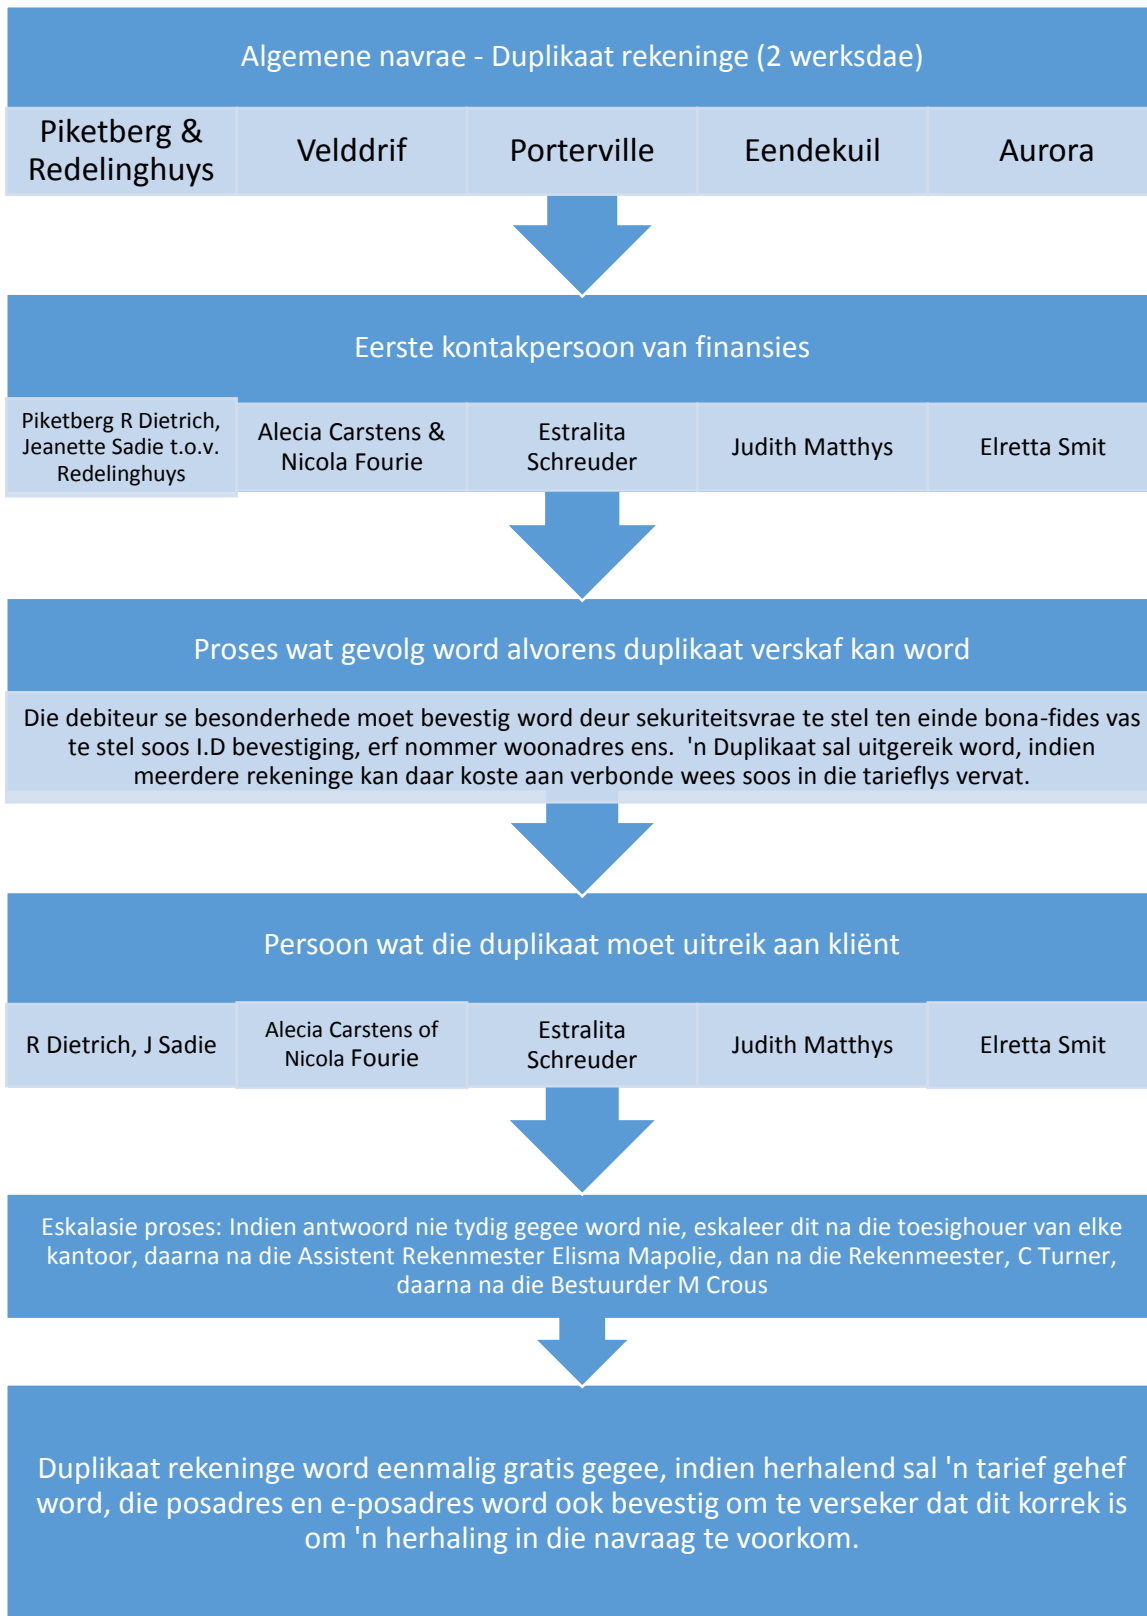 Algemene navrae - Duplikaat rekeninge (2 werksdae)
Piketberg &
Redelinghuys
Velddrif
Porterville
Eendekuil
Aurora
Eerste kontakpersoon van finansies
Piketberg R Dietrich,
Jeanette Sadie t.o.v.
Redelinghuys
Alecia Carstens &
Nicola Fourie
Estralita
Schreuder
Judith Matthys
Elretta Smit
Proses wat gevolg word alvorens duplikaat verskaf kan word
Die debiteur se besonderhede moet bevestig word deur sekuriteitsvrae te stel ten einde bona-fides vas
te stel soos I.D bevestiging, erf nommer woonadres ens.  'n Duplikaat sal uitgereik word, indien
meerdere rekeninge kan daar koste aan verbonde wees soos in die tarieflys vervat.
Persoon wat die duplikaat moet uitreik aan kliënt
R Dietrich, J Sadie
Alecia Carstens of
Nicola Fourie
Estralita
Schreuder
Judith Matthys
Elretta Smit
Eskalasie proses: Indien antwoord nie tydig gegee word nie, eskaleer dit na die toesighouer van elke
kantoor, daarna na die Assistent Rekenmester Elisma Mapolie, dan na die Rekenmeester, C Turner,
daarna na die Bestuurder M Crous
Duplikaat rekeninge word eenmalig gratis gegee, indien herhalend sal 'n tarief gehef
word, die posadres en e-posadres word ook bevestig om te verseker dat dit korrek is
om 'n herhaling in die navraag te voorkom.